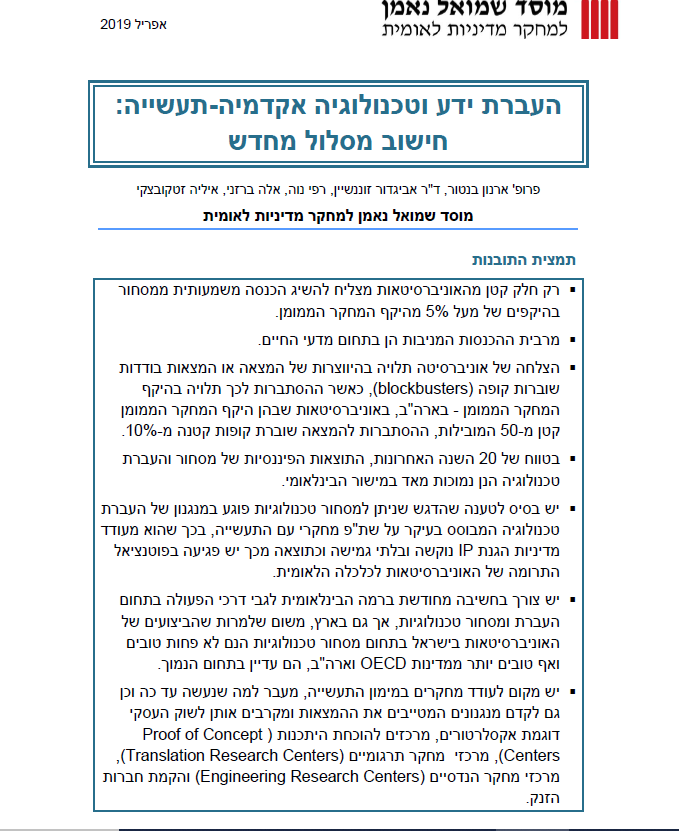 מוסד שמואל נאמן
למחקר מדיניות לאומית
אפריל 2019
העברת ידע וטכנולוגיה אקדמיה-תעשייה:
חישוב מסלול מחדש
פרופ' ארנון בנטור, ד"ר אביגדור זוננשיין, רפי נוה, אלה ברזני, איליה זטקובצקי
מוסד שמואל נאמן למחקר מדיניות לאומית
תמצית התובנות
▪ רק חלק קטן מהאוניברסיטאות מצליח להשיג הכנסה משמעותית ממסחור
בהיקפים של מעל 5% מהיקף המחקר הממומן.
▪ מרבית ההכנסות המניבות הן בתחום מדעי החיים.
▪ הצלחה של אוניברסיטה תלויה בהיווצרות של המצאה או המצאות בודדות
שוברות קופה (blockbusters), כאשר ההסתברות לכך תלויה בהיקף
המחקר הממומן - בארה"ב, באוניברסיטאות שבהן היקף המחקר הממומן
קטן מ-50 המובילות, ההסתברות להמצאה שוברת קופות קטנה מ-10%.
▪ בטווח של 20 השנה האחרונות, התוצאות הפיננסיות של מסחור והעברת
טכנולוגיה הנן נמוכות מאד במישור הבינלאומי.
▪ יש בסיס לטענה שהדגש שניתן למסחור טכנולוגיות פוגע במנגנון של העברת
טכנולוגיה המבוסס בעיקר על שת"פ מחקרי עם התעשייה, בכך שהוא מעודד
מדיניות הגנת IP נוקשה ובלתי גמישה וכתוצאה מכך יש פגיעה בפוטנציאל
התרומה של האוניברסיטאות לכלכלה הלאומית.
▪ יש צורך בחשיבה מחודשת ברמה הבינלאומית לגבי דרכי הפעולה בתחום
העברת ומסחור טכנולוגיות, אך גם בארץ, משום שלמרות שהביצועים של
האוניברסיטאות בישראל בתחום מסחור טכנולוגיות הנם לא פחות טובים
ואף טובים יותר ממדינות OECD וארה"ב, הם עדיין בתחום הנמוך.
▪ יש מקום לעודד מחקרים במימון התעשייה, מעבר למה שנעשה עד כה וכן
גם לקדם מנגנונים המטייבים את ההמצאות ומקרבים אותן לשוק העסקי
דוגמת אקסלרטורים, מרכזים להוכחת היתכנות (Proof of Concept
Centers), מרכזי מחקר תרגומיים (Translation Research Centers),
מרכזי מחקר הנדסיים (Engineering Research Centers) והקמת חברות
הזנק.